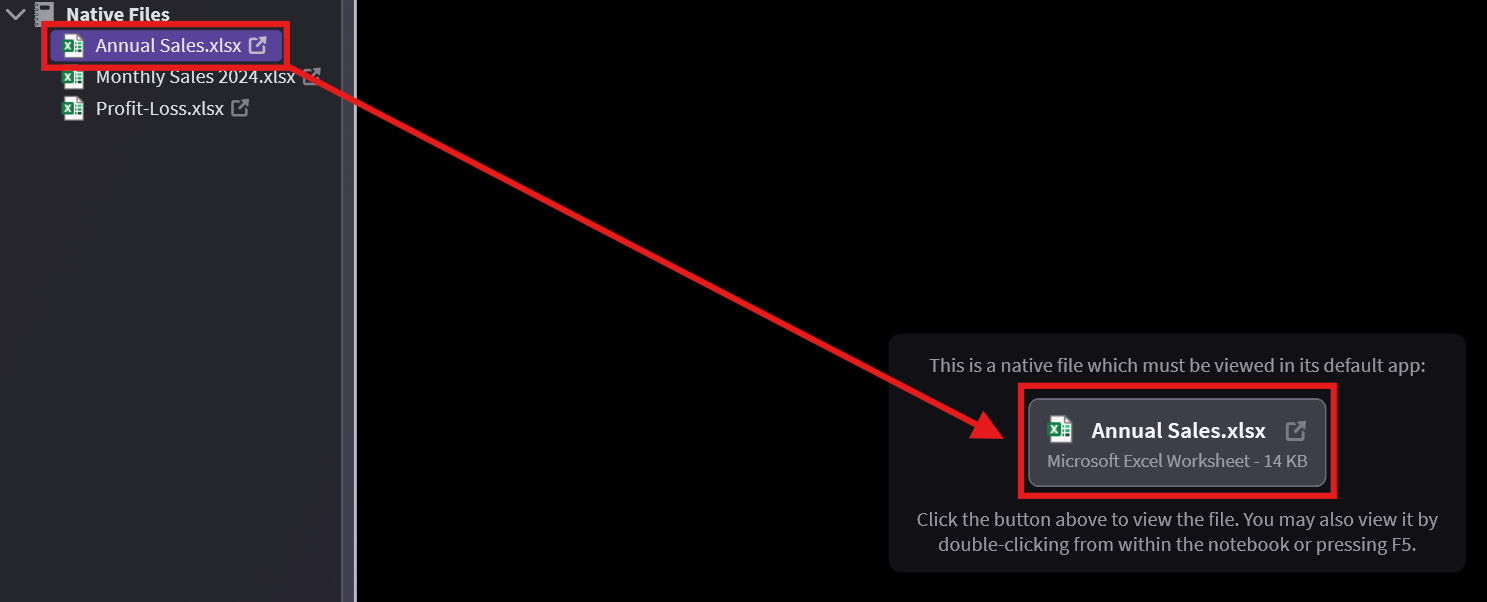 Native Files
Annual Sales.xlsx
Monthly Sales 2024.xlsx
Profit-Loss.xlsx
This is a native file which must be viewed in its default app:
Annual Sales.xlsx
Microsoft Excel Worksheet - 14 KB
Click the button above to view the file. You may also view it by
double-clicking from within the notebook or pressing F5.